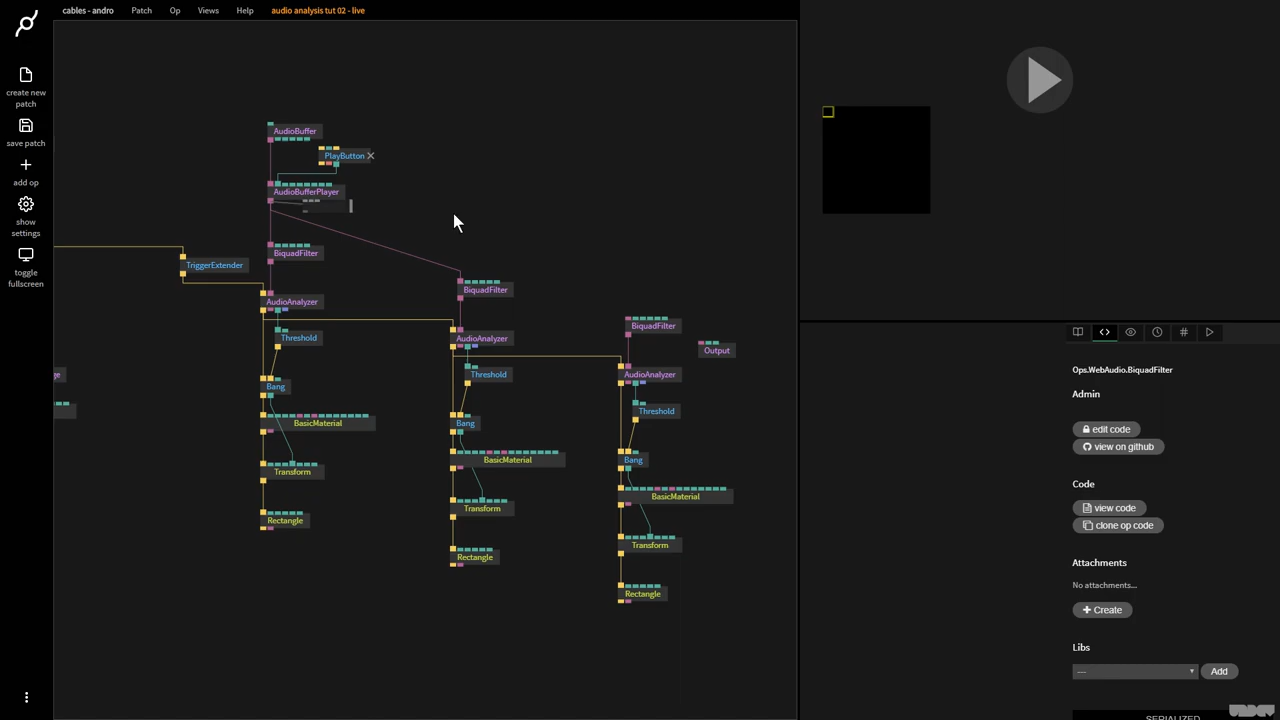 cables - andro
Patch
Op
Views
Help
audio analysis tut 02 - live
create new
patch
save patch
add op
show
settings
toggle
fullscreen
AudioBuffer
PlayButton
AudioBufferPlayer
BiquadFilter
TriggerExtender
AudioAnalyzer
Threshold
Bang
BasicMaterial
Transform
Rectangle
BiquadFilter
AudioAnalyzer
Threshold
Bang
BasicMaterial
Transform
Rectangle
BiquadFilter
Output
AudioAnalyzer
Threshold
Bang
BasicMaterial
Transform
Rectangle
Ops.WebAudio.BiquadFilter
Admin
edit code
view on github
Code
view code
clone op code
Attachments
No attachments...
+ Create
Libs
---
Add
SERIALIZED